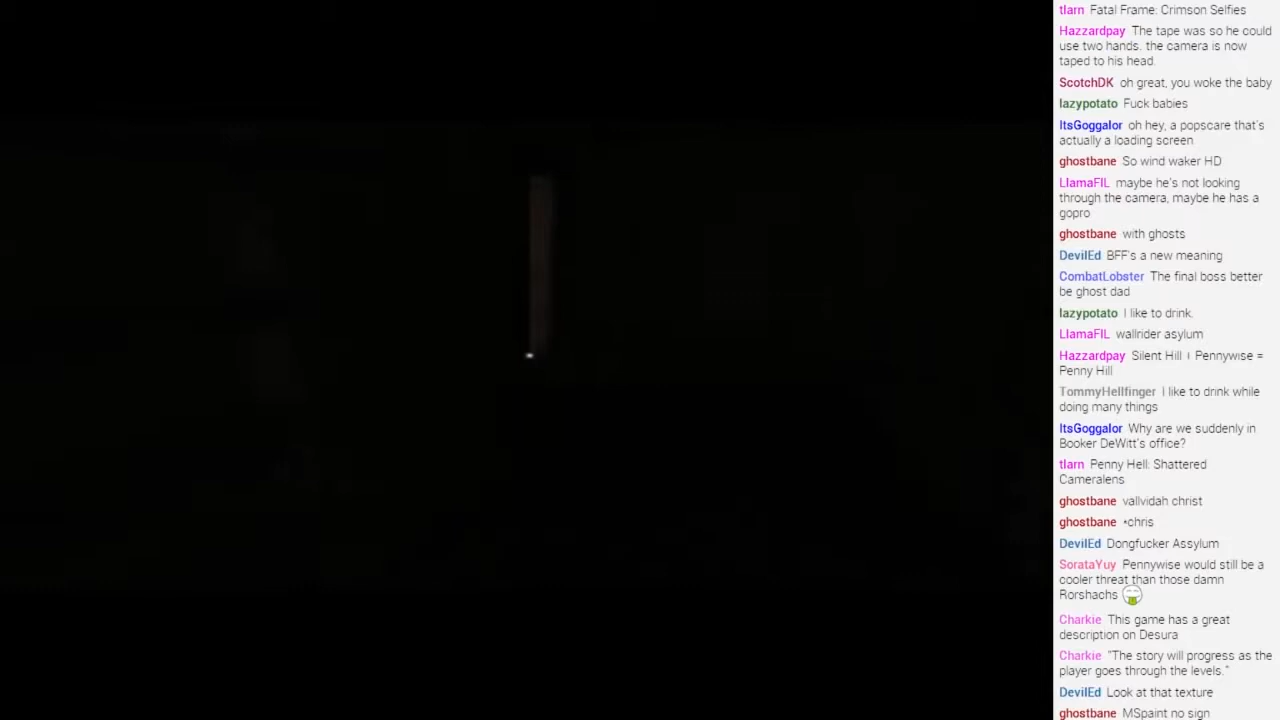 tlarn Fatal Frame: Crimson Selfies
Hazzardpay The tape was so he could
use two hands. the camera is now
taped to his head.
ScotchDK oh great, you woke the baby
lazypotato Fuck babies
ItsGoggalor oh hey, a popscare that's
actually a loading screen
ghostbane So wind waker HD
LlamaFIL maybe he's not looking
through the camera, maybe he has a
gopro
ghostbane with ghosts
DevilEd BFF's a new meaning
CombatLobster The final boss better
be ghost dad
lazypotato I like to drink.
LlamaFIL wallrider asylum
Hazzardpay Silent Hill + Pennywise =
Penny Hill
TommyHellfinger I like to drink while
doing many things
ItsGoggalor Why are we suddenly in
Booker DeWitt's office?
tlarn Penny Hell: Shattered
Cameralens
ghostbane vallvidah christ
ghostbane *chris
DevilEd Dongfucker Assylum
SorataYuy Pennywise would still be a
cooler threat than those damn
Rorshachs
Charkie This game has a great
description on Desura
Charkie "The story will progress as the
player goes through the levels."
DevilEd Look at that texture
ghostbane MSpaint no sign